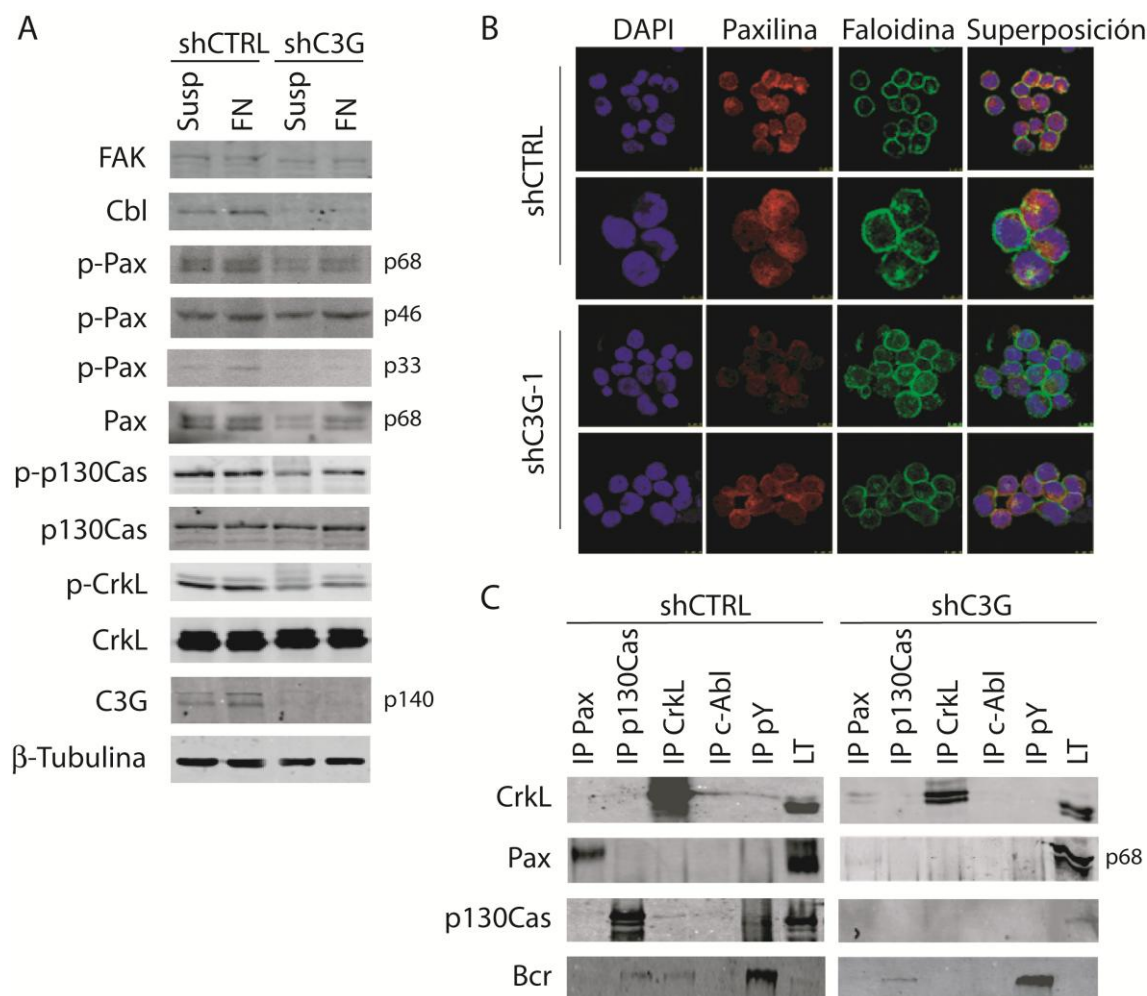 A
shCTRL shC3G
Susp FN Susp FN
FAK
Cbl
p-Pax p68
p-Pax p46
p-Pax p33
Pax p68
p-p130Cas
p130Cas
p-CrkL
CrkL
C3G p140
β-Tubulina
B
DAPI Paxilina Faloidina Superposición
shCTRL
shC3G-1
C
shCTRL shC3G
IP Pax IP p130Cas IP CrkL IP c-Abl IP pY LT IP Pax IP p130Cas IP CrkL IP c-Abl IP pY LT
CrkL
Pax p68
p130Cas
Bcr